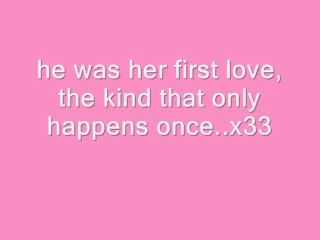 he was her first love,
the kind that only
happens once..x33